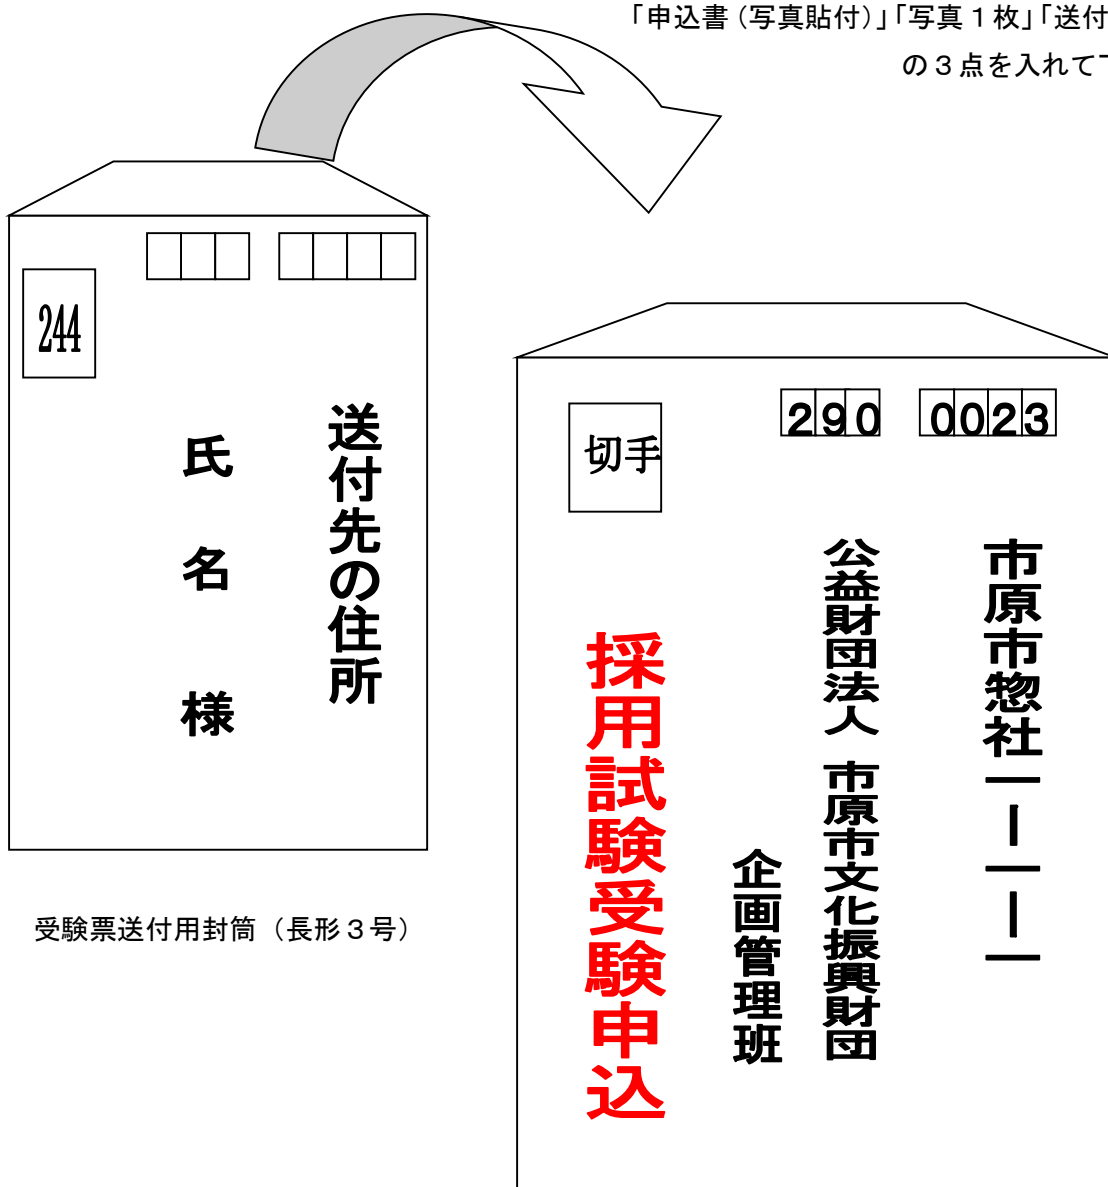 「申込書（写真貼付）」「写真１枚」「送付
の３点を入れて
244
送付先の住所
氏名様
受験票送付用封筒（長形３号）
切手
290 0023
市原市惣社一ー一ー一
公益財団法人 市原市文化振興財団
企画管理班
採用試験受験申込